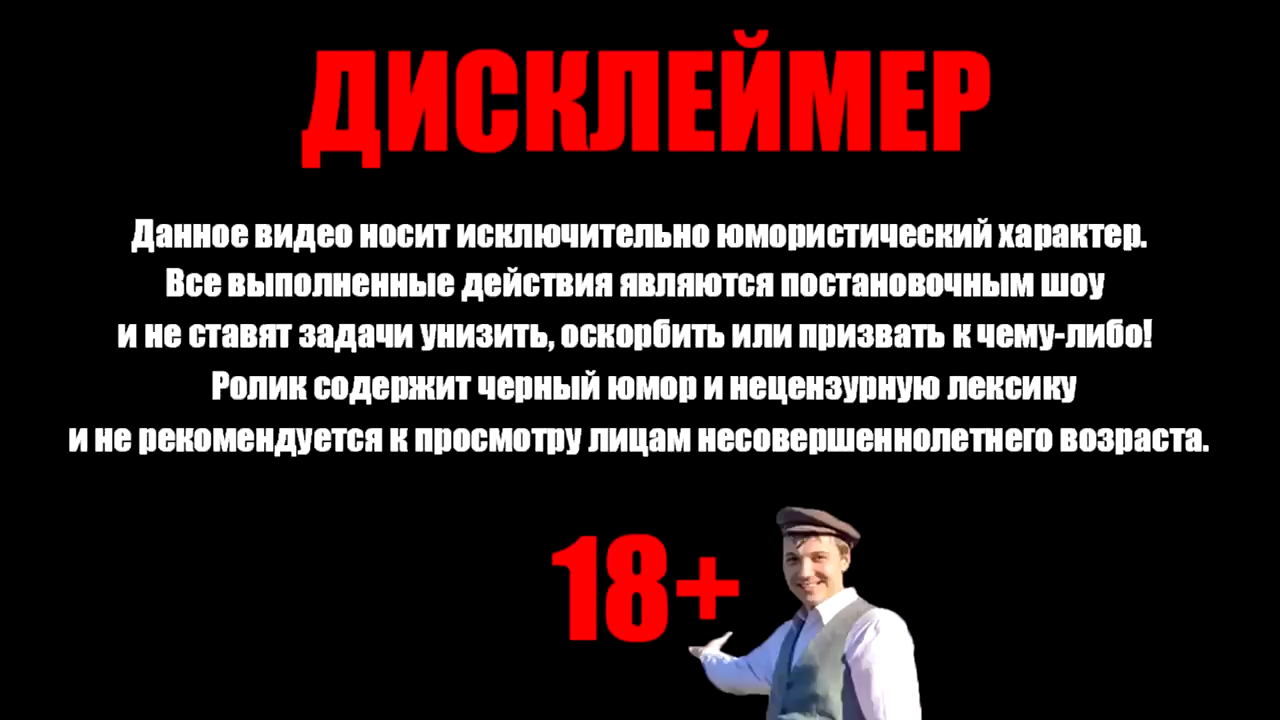 ДИСКЛЕЙМЕР
Данное видео носит исключительно юмористический характер.
Все выполненные действия являются постановочным шоу
и не ставят задачи унизить, оскорбить или призвать к чему-либо!
Ролик содержит черный юмор и нецензурную лексику
и не рекомендуется к просмотру лицам несовершеннолетнего возраста.
18+